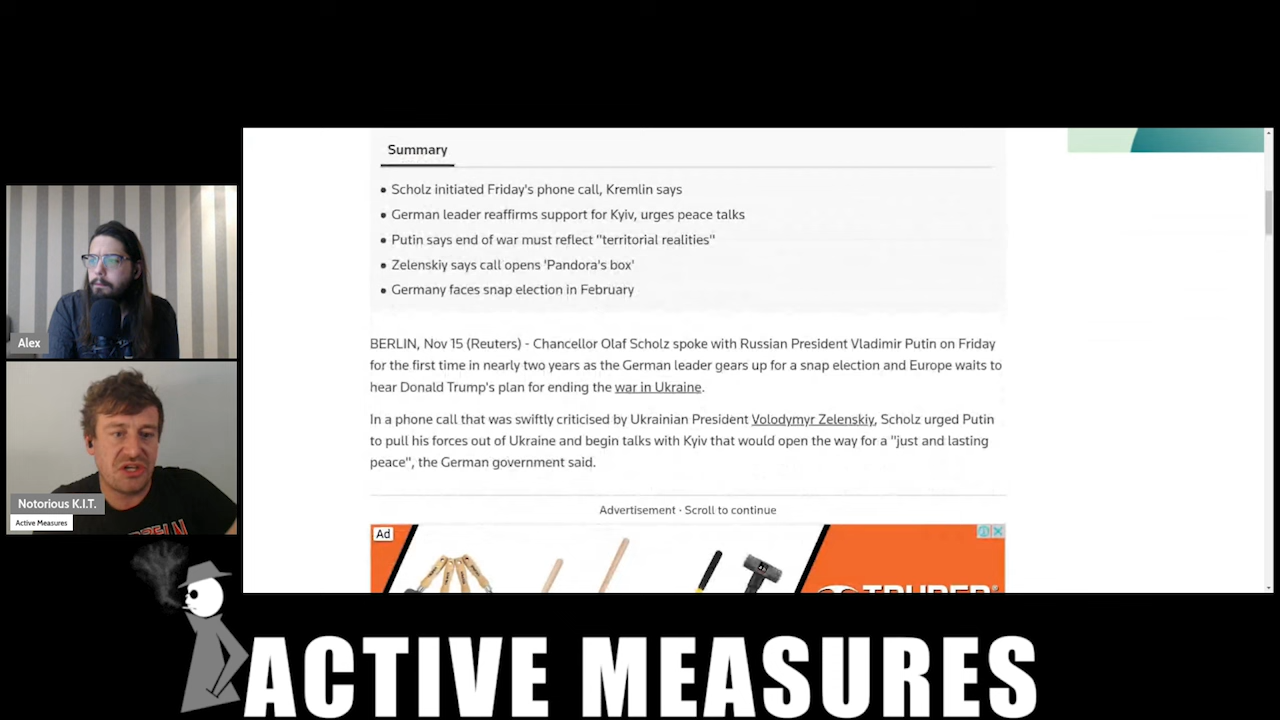 Summary
Scholz initiated Friday's phone call, Kremlin says
German leader reaffirms support for Kyiv, urges peace talks
Putin says end of war must reflect "territorial realities"
Zelenskiy says call opens 'Pandora's box'
Germany faces snap election in February
BERLIN, Nov 15 (Reuters) - Chancellor Olaf Scholz spoke with Russian President Vladimir Putin on Friday
for the first time in nearly two years as the German leader gears up for a snap election and Europe waits to
hear Donald Trump's plan for ending the war in Ukraine.
In a phone call that was swiftly criticised by Ukrainian President Volodymyr Zelenskiy, Scholz urged Putin
to pull his forces out of Ukraine and begin talks with Kyiv that would open the way for a "just and lasting
peace", the German government said.
Advertisement · Scroll to continue
Ad
TRUPER®
Alex
Notorious K.I.T.
Active Measures
ACTIVE MEASURES